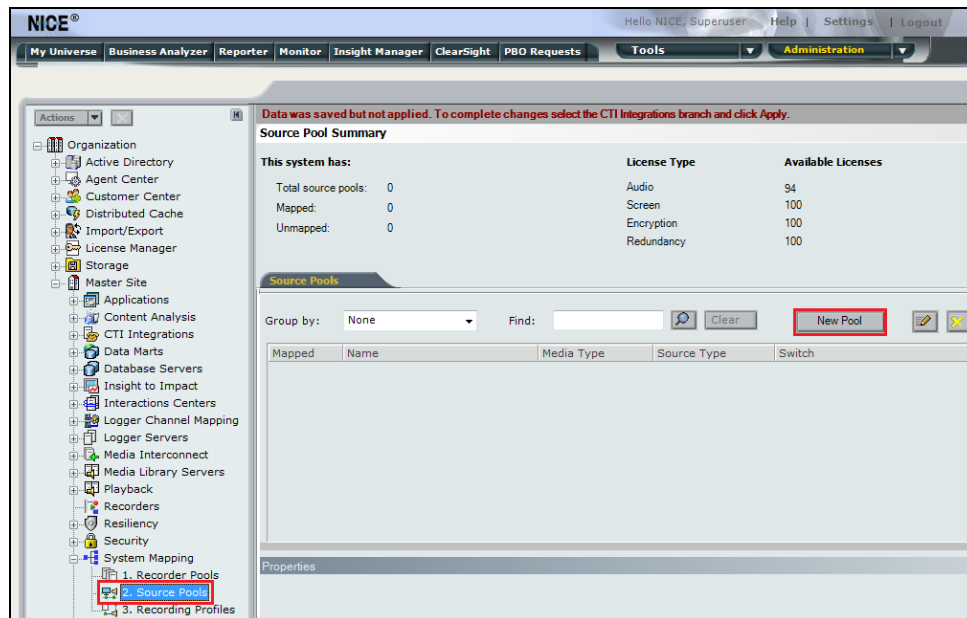 NICE®
Hello NICE, Superuser Help | Settings | Logout
My Universe Business Analyzer Reporter Monitor Insight Manager ClearSight PBO Requests Tools Administration
Actions
Data was saved but not applied. To complete changes select the CTI Integrations branch and click Apply.
Source Pool Summary
Organization
Active Directory
Agent Center
Customer Center
Distributed Cache
Import/Export
License Manager
Storage
Master Site
Applications
Content Analysis
CTI Integrations
Data Marts
Database Servers
Insight to Impact
Interactions Centers
Logger Channel Mapping
Logger Servers
Media Interconnect
Media Library Servers
Playback
Recorders
Resiliency
Security
System Mapping
1. Recorder Pools
2. Source Pools
3. Recording Profiles
This system has: License Type Available Licenses
Total source pools: 0 Audio 94
Mapped: 0 Screen 100
Unmapped: 0 Encryption 100
Redundancy 100
Source Pools
Group by: None Find: Clear New Pool
Mapped Name Media Type Source Type Switch
Properties